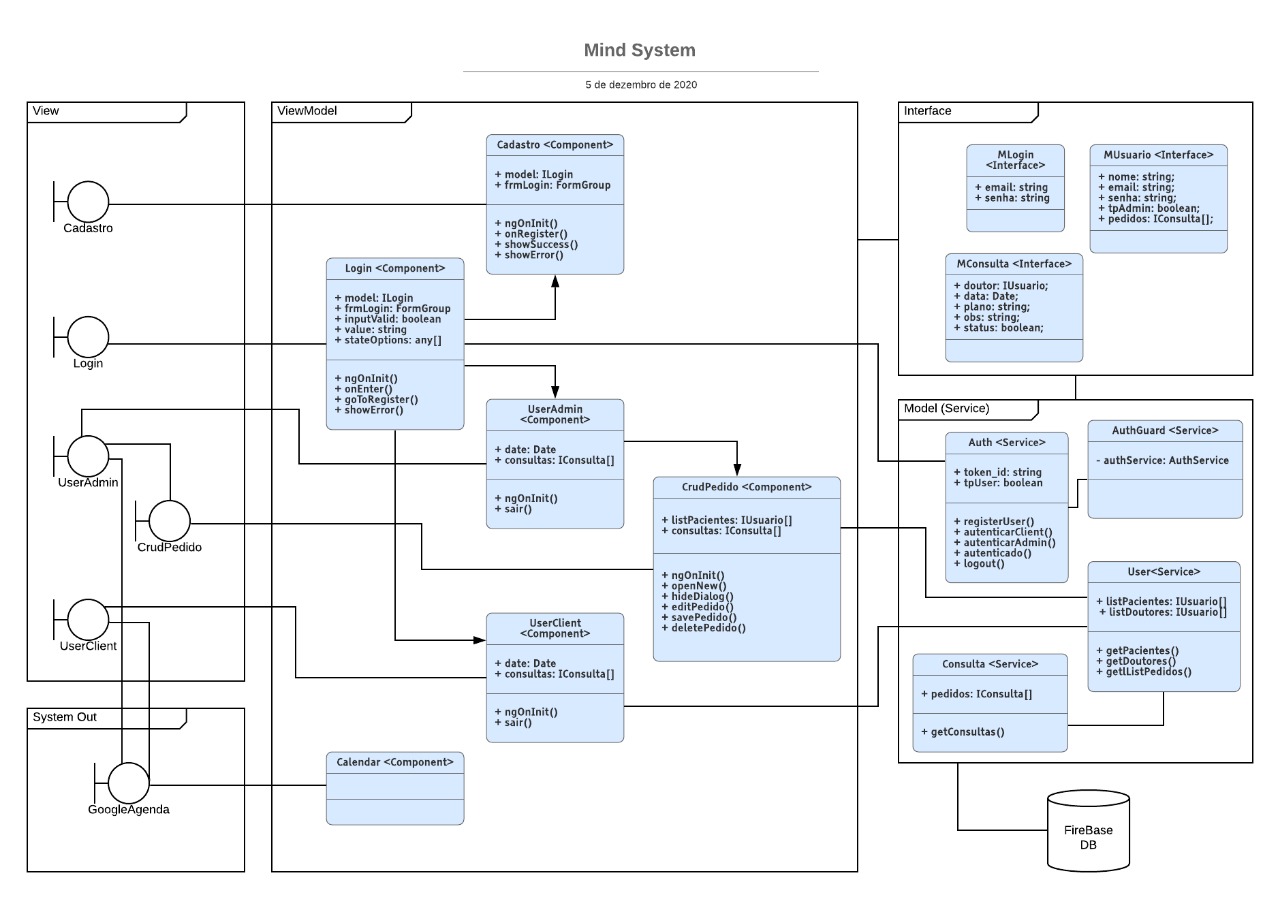 Mind System
5 de dezembro de 2020
View
Cadastro
Login
UserAdmin
CrudPedido
UserClient
System Out
GoogleAgenda
ViewModel
Cadastro <Component>
+ model: ILogin
+ frmLogin: FormGroup
+ ngOnInit()
+ onRegister()
+ showSuccess()
+ showError()
Login <Component>
+ model: ILogin
+ frmLogin: FormGroup
+ inputValid: boolean
+ value: string
+ stateOptions: any[]
+ ngOnInit()
+ onEnter()
+ goToRegister()
+ showError()
UserAdmin
<Component>
+ date: Date
+ consultas: IConsulta[]
+ ngOnInit()
+ sair()
CrudPedido <Component>
+ listPacientes: IUsuario[]
+ consultas: IConsulta[]
+ ngOnInit()
+ openNew()
+ hideDialog()
+ editPedido()
+ savePedido()
+ deletePedido()
UserClient
<Component>
+ date: Date
+ consultas: IConsulta[]
+ ngOnInit()
+ sair()
Calendar <Component>
Interface
MLogin
<Interface>
+ email: string
+ senha: string
MUsuario <Interface>
+ nome: string;
+ email: string;
+ senha: string;
+ tpAdmin: boolean;
+ pedidos: IConsulta[];
MConsulta <Interface>
+ doutor: IUsuario;
+ data: Date;
+ plano: string;
+ obs: string;
+ status: boolean;
Model (Service)
Auth <Service>
+ token_id: string
+ tpUser: boolean
+ registerUser()
+ autenticarClient()
+ autenticarAdmin()
+ autenticado()
+ logout()
AuthGuard <Service>
- authService: AuthService
User<Service>
+ listPacientes: IUsuario[]
+ listDoutores: IUsuario[]
+ getPacientes()
+ getDoutores()
+ getlListPedidos()
Consulta <Service>
+ pedidos: IConsulta[]
+ getConsultas()
FireBase
DB